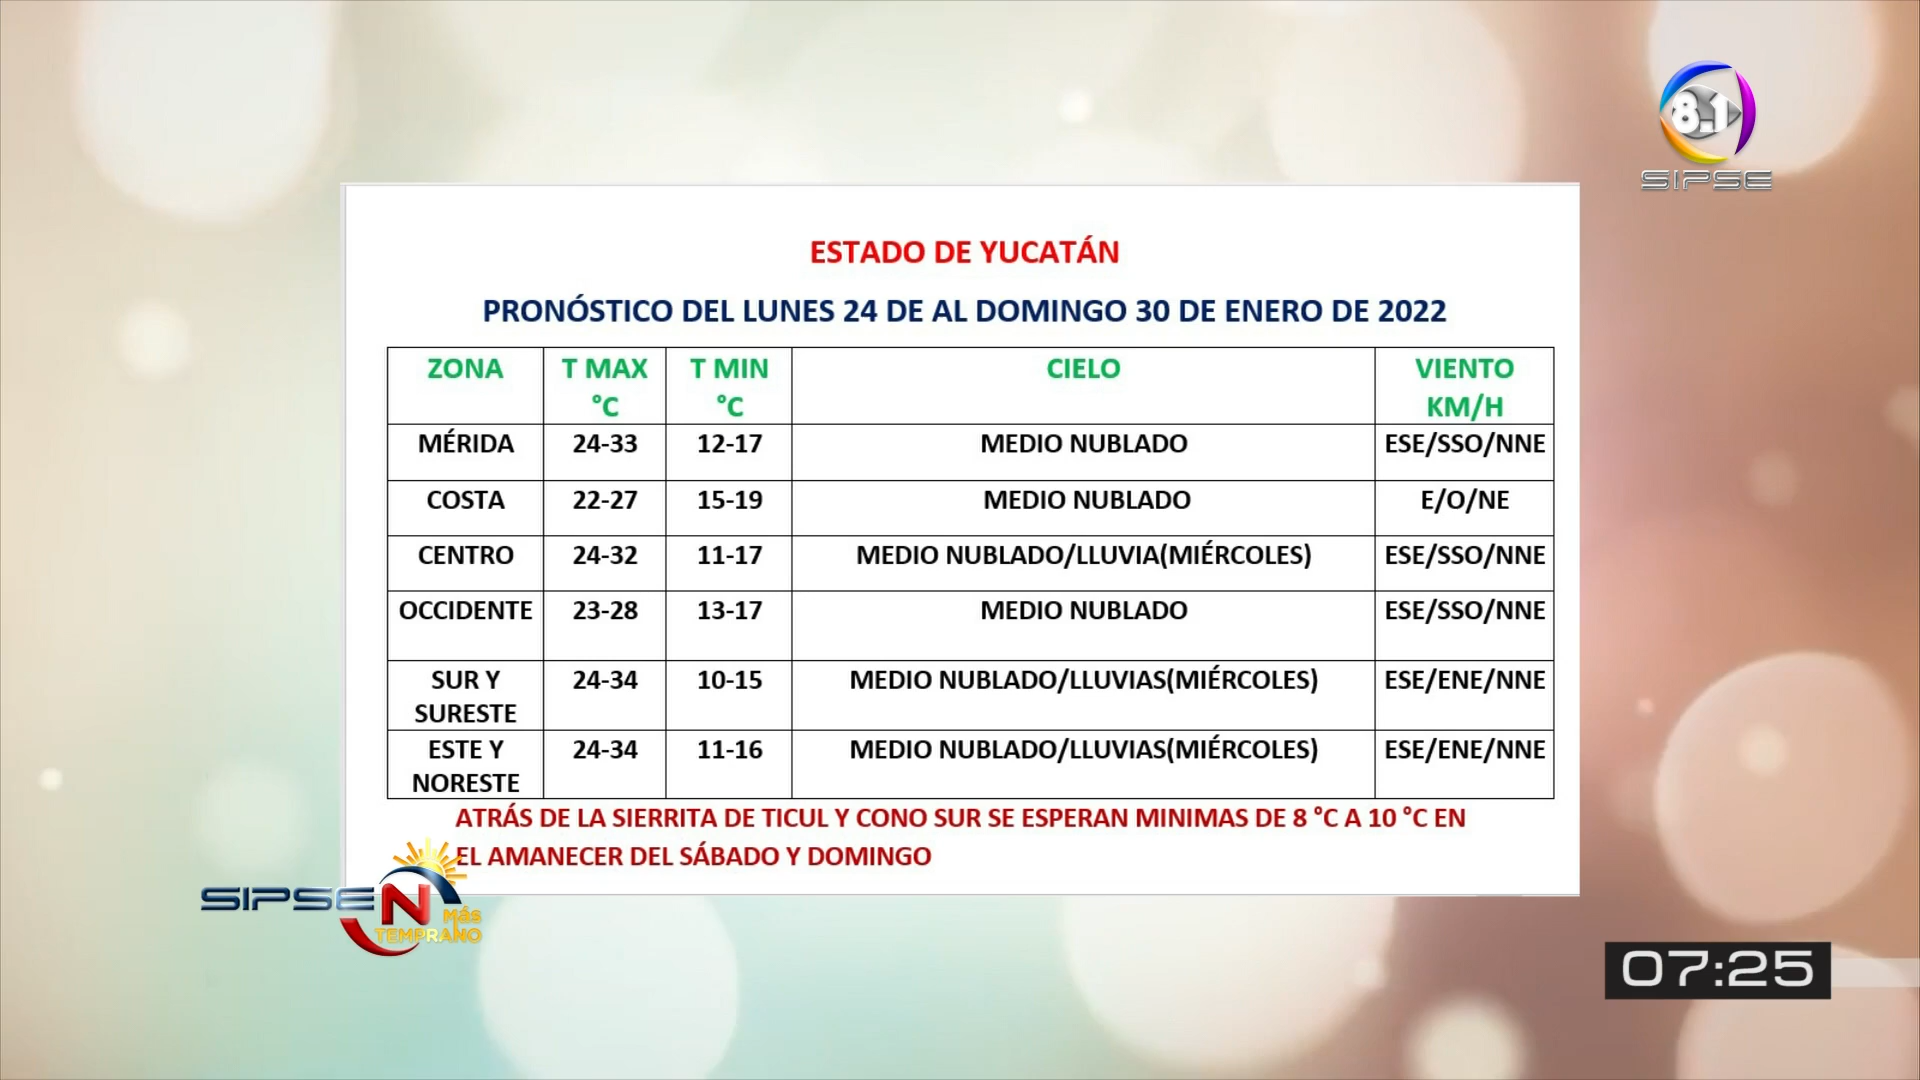 8.1
SIPSE
ESTADO DE YUCATÁN
PRONÓSTICO DEL LUNES 24 DE AL DOMINGO 30 DE ENERO DE 2022
ZONA T MAX °C T MIN °C CIELO VIENTO KM/H
MÉRIDA 24-33 12-17 MEDIO NUBLADO ESE/SSO/NNE
COSTA 22-27 15-19 MEDIO NUBLADO E/O/NE
CENTRO 24-32 11-17 MEDIO NUBLADO/LLUVIA(MIÉRCOLES) ESE/SSO/NNE
OCCIDENTE 23-28 13-17 MEDIO NUBLADO ESE/SSO/NNE
SUR Y SURESTE 24-34 10-15 MEDIO NUBLADO/LLUVIAS(MIÉRCOLES) ESE/ENE/NNE
ESTE Y NORESTE 24-34 11-16 MEDIO NUBLADO/LLUVIAS(MIÉRCOLES) ESE/ENE/NNE
ATRÁS DE LA SIERRITA DE TICUL Y CONO SUR SE ESPERAN MINIMAS DE 8 °C A 10 °C EN
EL AMANECER DEL SÁBADO Y DOMINGO
SIPSE N
MÁS
TEMPRANO
07:25